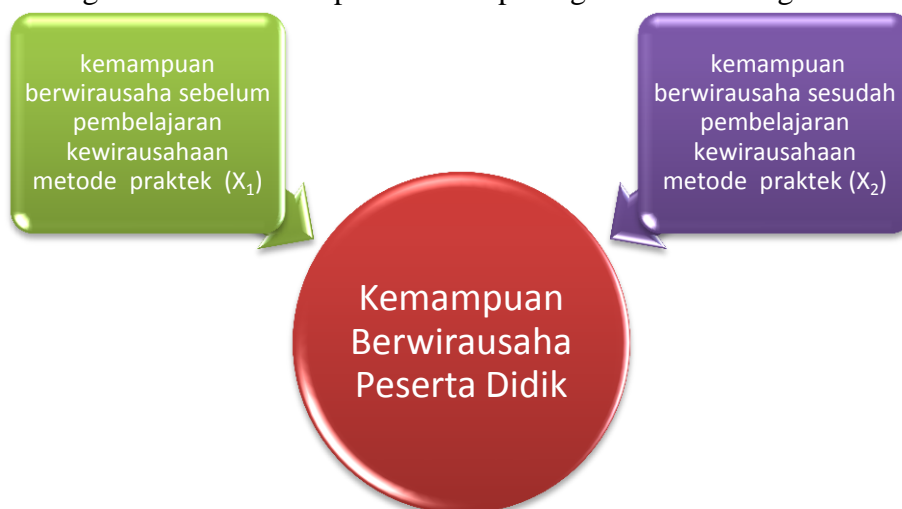 kemampuan
berwirausaha sebelum
pembelajaran
kewirausahaan
metode praktek (X₁)
kemampuan
berwirausaha sesudah
pembelajaran
kewirausahaan
metode praktek (X₂)
Kemampuan
Berwirausaha
Peserta Didik